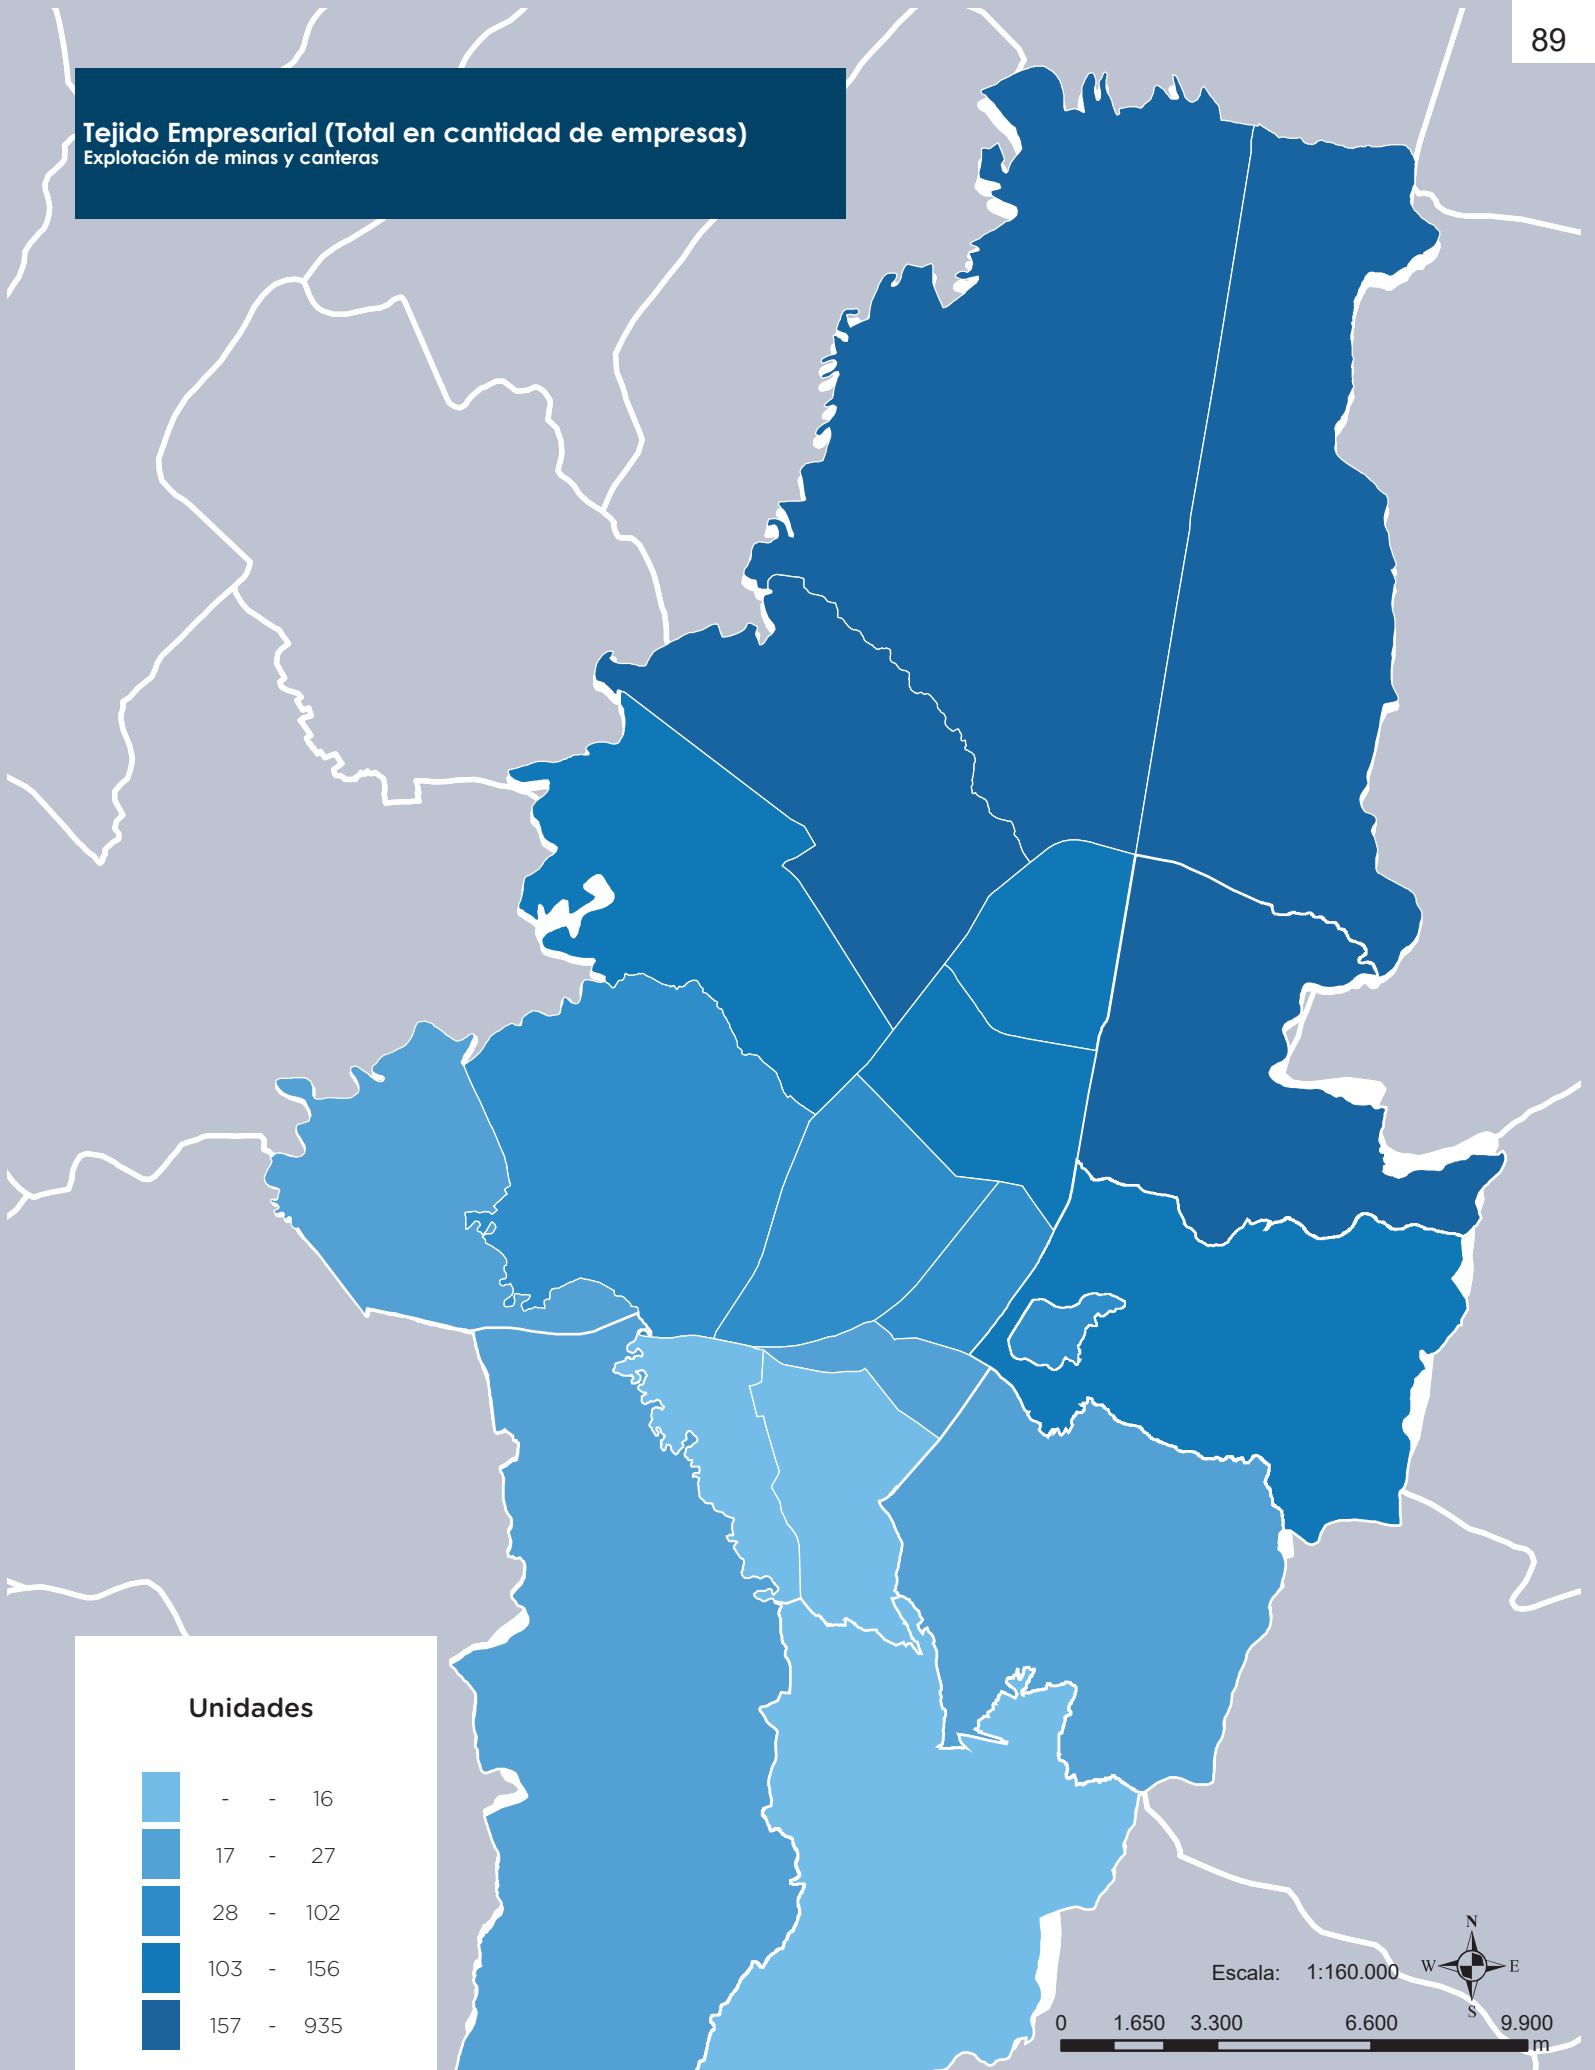 89
Tejido Empresarial (Total en cantidad de empresas)
Explotación de minas y canteras
Unidades
- - 16
17 - 27
28 - 102
103 - 156
157 - 935
N
W E
S
Escala: 1:160.000
0 1.650 3.300 6.600 9.900
m